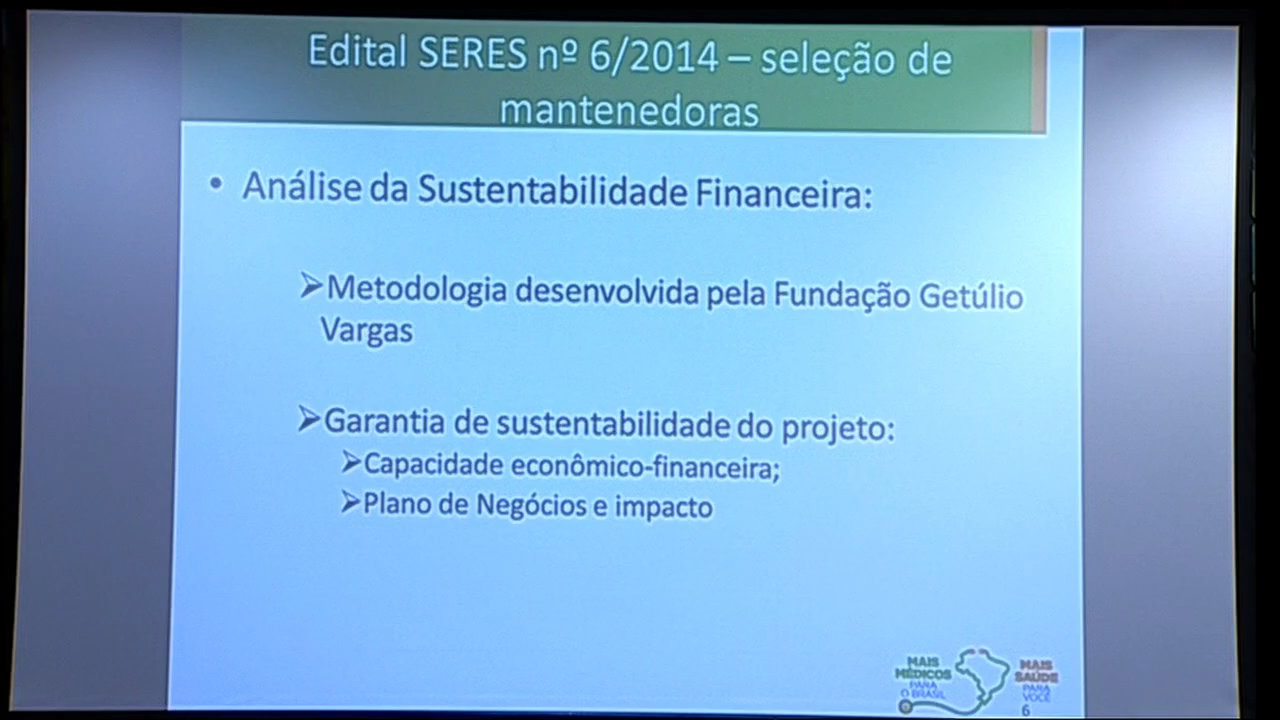 Edital SERES nº 6/2014 – seleção de
mantenedoras
• Análise da Sustentabilidade Financeira:
➢Metodologia desenvolvida pela Fundação Getúlio
Vargas
➢Garantia de sustentabilidade do projeto:
➢Capacidade econômico-financeira;
➢Plano de Negócios e impacto
MAIS
MÉDICOS
PARA
O BRASIL
MAIS
SAÚDE
PARA
VOCÊ
6